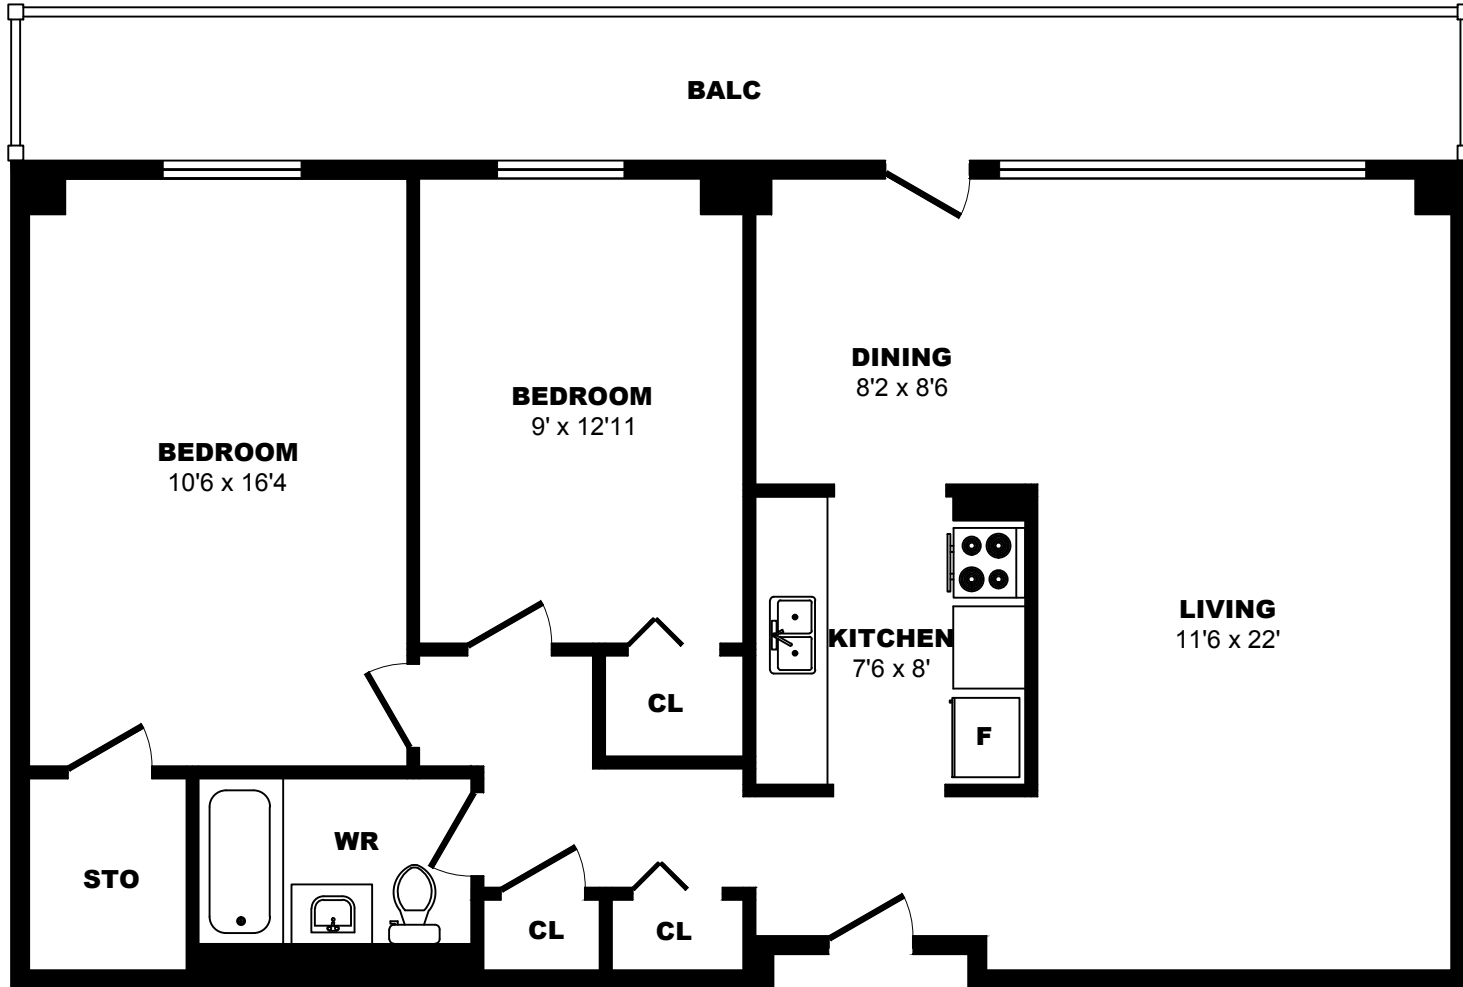 BALC
DINING
8'2 x 8'6
BEDROOM
9' x 12'11
BEDROOM
10'6 x 16'4
LIVING
11'6 x 22'
KITCHEN
7'6 x 8'
CL
F
WR
STO
CL
CL